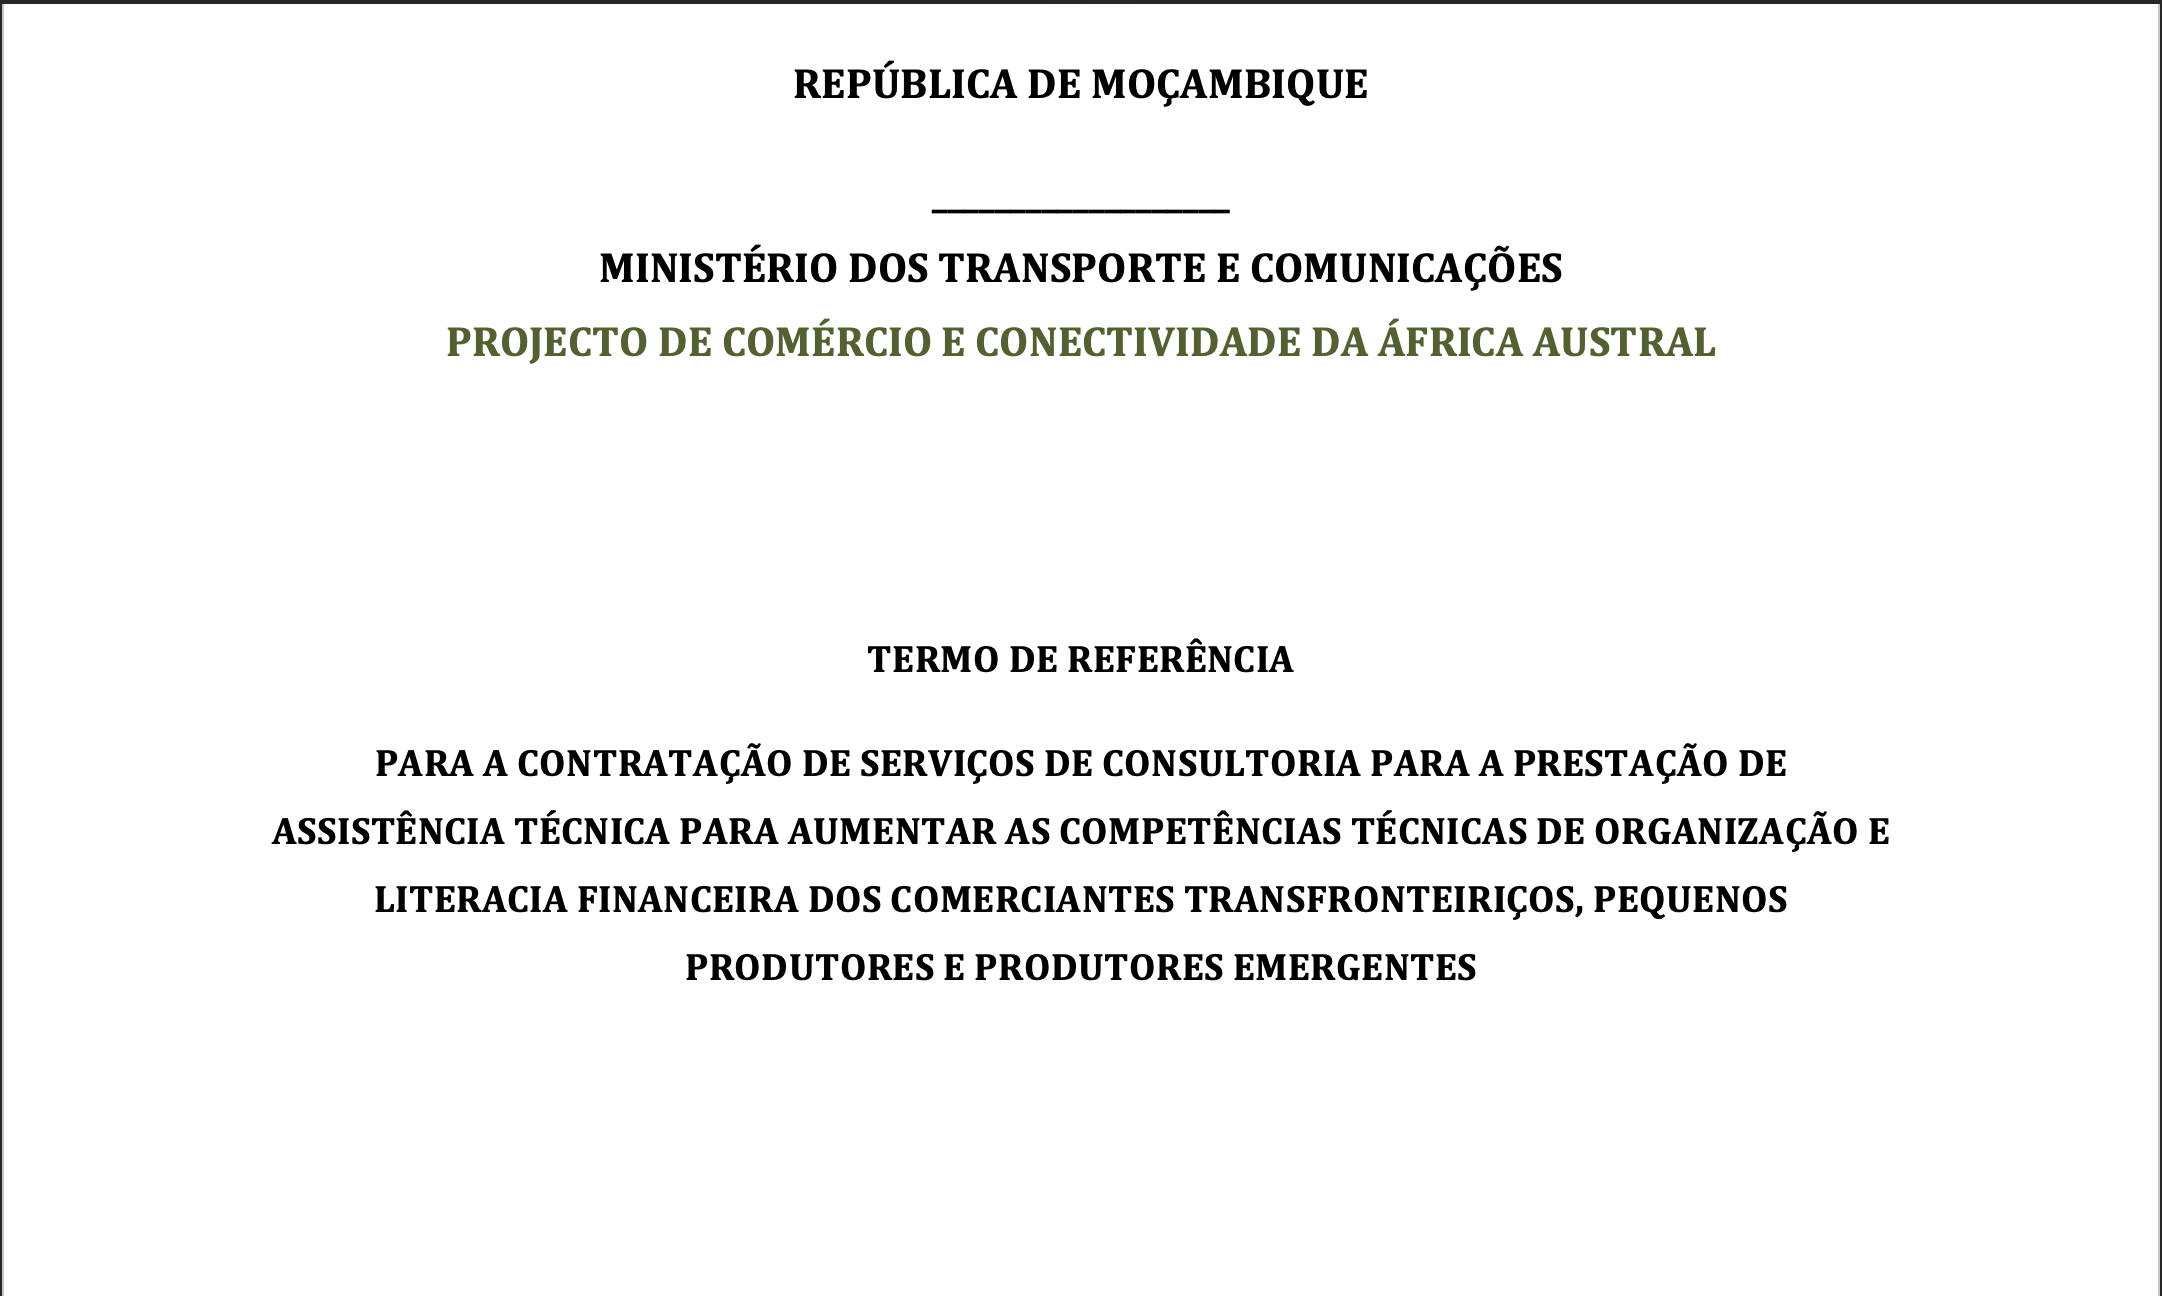 REPÚBLICA DE MOÇAMBIQUE
___________________
MINISTÉRIO DOS TRANSPORTE E COMUNICAÇÕES
PROJECTO DE COMÉRCIO E CONECTIVIDADE DA ÁFRICA AUSTRAL
TERMO DE REFERÊNCIA
PARA A CONTRATAÇÃO DE SERVIÇOS DE CONSULTORIA PARA A PRESTAÇÃO DE
ASSISTÊNCIA TÉCNICA PARA AUMENTAR AS COMPETÊNCIAS TÉCNICAS DE ORGANIZAÇÃO E
LITERACIA FINANCEIRA DOS COMERCIANTES TRANSFRONTEIRIÇOS, PEQUENOS
PRODUTORES E PRODUTORES EMERGENTES